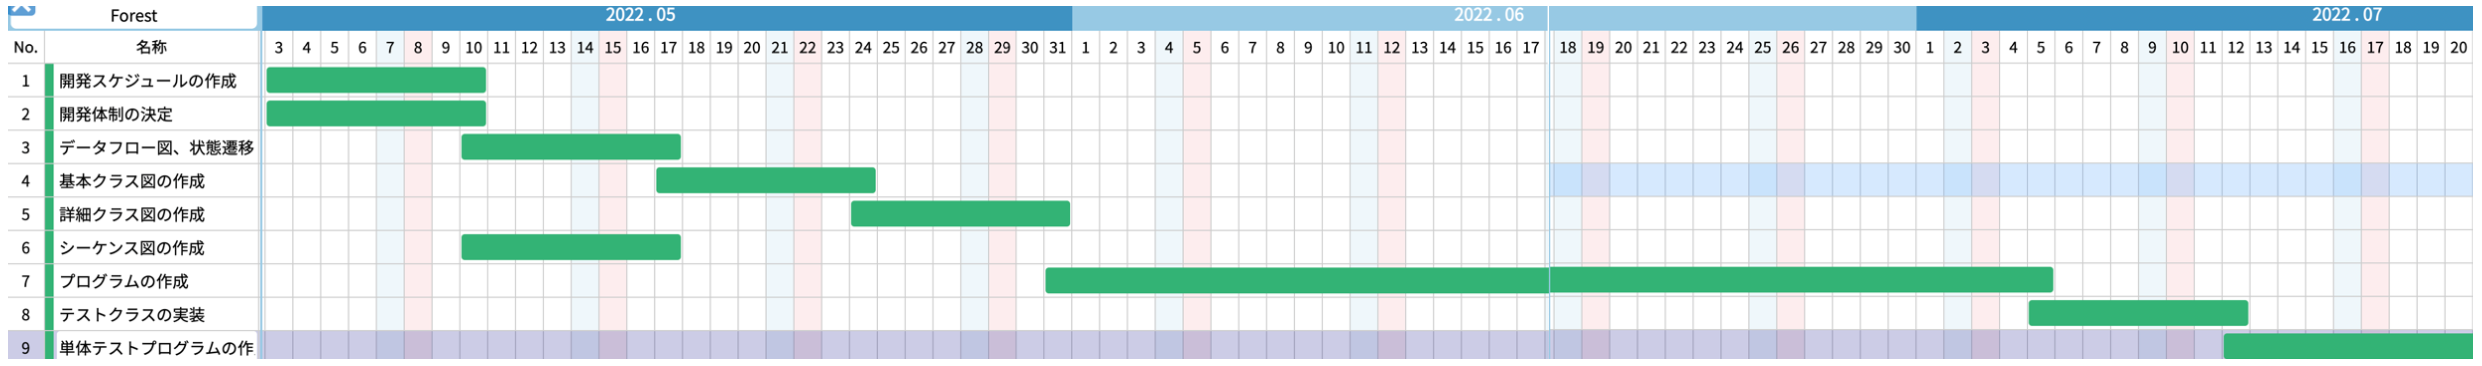 Forest 2022 . 05 2022 . 06 2022 . 07
No. 名称 3 4 5 6 7 8 9 10 11 12 13 14 15 16 17 18 19 20 21 22 23 24 25 26 27 28 29 30 31 1 2 3 4 5 6 7 8 9 10 11 12 13 14 15 16 17 18 19 20 21 22 23 24 25 26 27 28 29 30 1 2 3 4 5 6 7 8 9 10 11 12 13 14 15 16 17 18 19 20
1 開発スケジュールの作成
2 開発体制の決定
3 データフロー図、状態遷移
4 基本クラス図の作成
5 詳細クラス図の作成
6 シーケンス図の作成
7 プログラムの作成
8 テストクラスの実装
9 単体テストプログラムの作